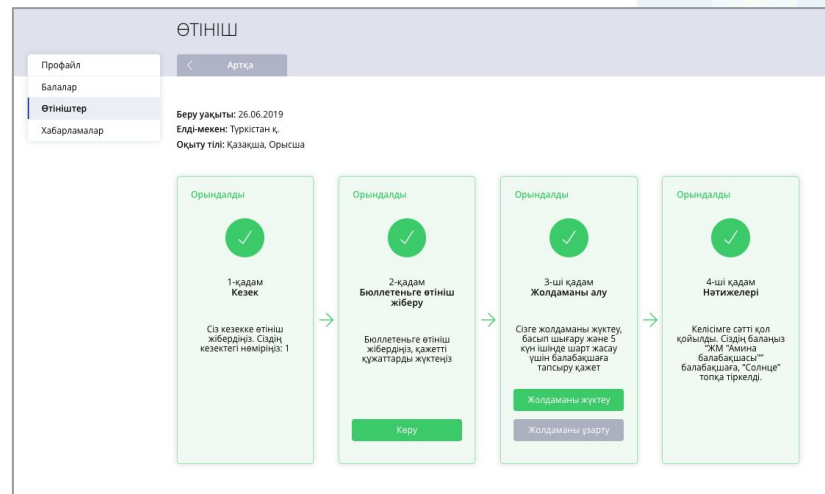 ӨТІНІШ
Профайл
Балалар
Өтініштер
Хабарламалар
Артқа
Беру уақыты: 26.06.2019
Елді-мекен: Түркістан қ.
Оқыту тілі: Қазақша, Орысша
Орындалды
1-қадам
Кезек
Сіз кезекке өтініш
жібердіңіз. Сіздің
кезектегі нөміріңіз: 1
Орындалды
2-қадам
Бюллетеньге өтініш
жіберу
Бюллетеньге өтініш
жібердіңіз, қажетті
құжаттарды жүктеңіз
Көру
Орындалды
3-ші қадам
Жолдаманы алу
Сізге жолдаманы жүктеу,
басып шығару және 5
күн ішінде шарт жасау
үшін балабақшаға
тапсыру қажет
Жолдаманы жүктеу
Жолдаманы ұзарту
Орындалды
4-ші қадам
Нәтижелері
Келісімге сәтті қол
қойылды. Сіздің балаңыз
"ЖМ "Амина
балабақшасы""
балабақшаға, "Солнце"
топқа тіркелді.